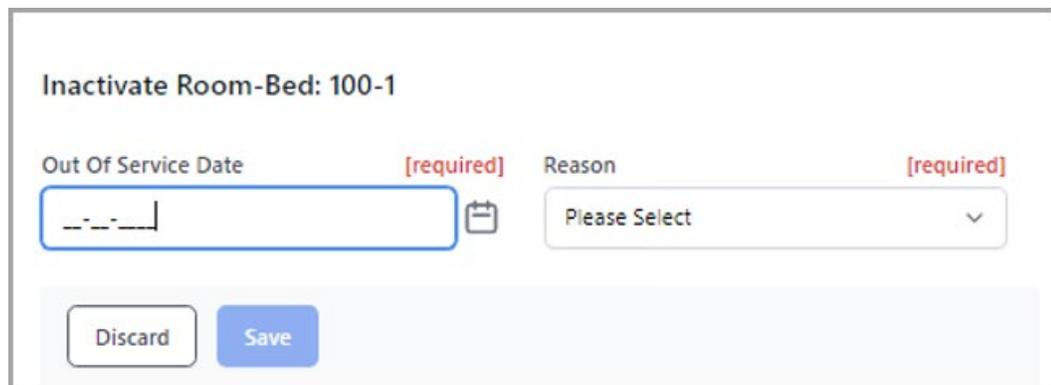 Inactivate Room-Bed: 100-1
Out Of Service Date [required] Reason [required]
__-__-____ Please Select
Discard Save